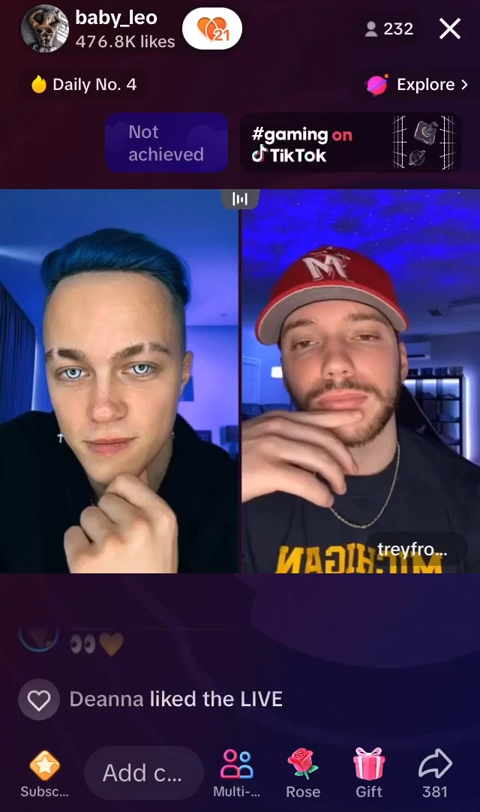 baby_leo
476.8K likes
21
232
Daily No. 4
Explore
Not
achieved
#gaming on
TikTok
M
treyfro...
MICHIGAN
Deanna liked the LIVE
Subsc...
Add c...
Multi-...
Rose
Gift
381